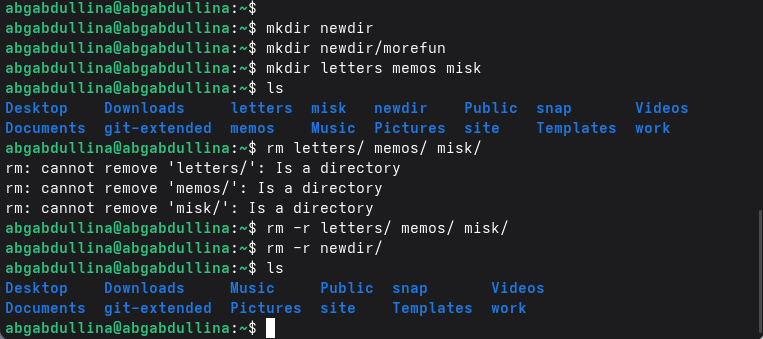 abgabdullina@abgabdullina:~$
abgabdullina@abgabdullina:~$ mkdir newdir
abgabdullina@abgabdullina:~$ mkdir newdir/morefun
abgabdullina@abgabdullina:~$ mkdir letters memos misk
abgabdullina@abgabdullina:~$ ls
Desktop    Downloads     letters  misk   newdir    Public  snap       Videos
Documents  git-extended  memos    Music  Pictures  site    Templates  work
abgabdullina@abgabdullina:~$ rm letters/ memos/ misk/
rm: cannot remove 'letters/': Is a directory
rm: cannot remove 'memos/': Is a directory
rm: cannot remove 'misk/': Is a directory
abgabdullina@abgabdullina:~$ rm -r letters/ memos/ misk/
abgabdullina@abgabdullina:~$ rm -r newdir/
abgabdullina@abgabdullina:~$ ls
Desktop    Downloads     Music     Public  snap       Videos
Documents  git-extended  Pictures  site    Templates  work
abgabdullina@abgabdullina:~$